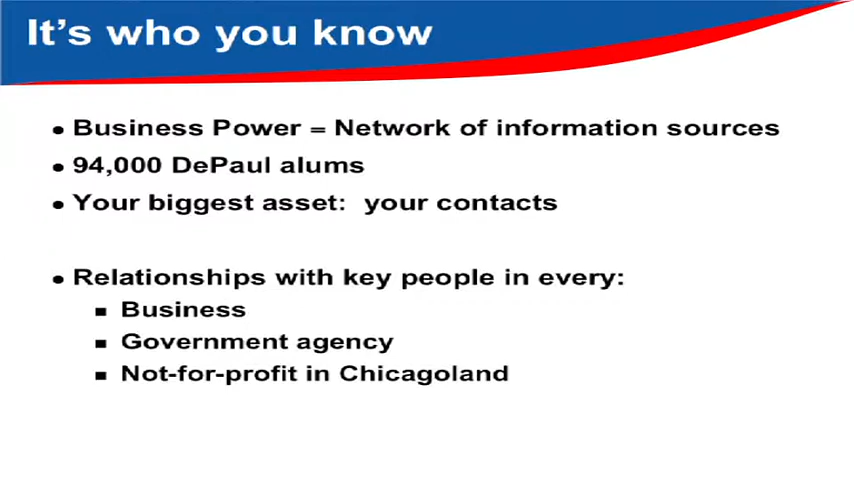 It's who you know
• Business Power = Network of information sources
• 94,000 DePaul alums
• Your biggest asset:  your contacts
• Relationships with key people in every:
▪ Business
▪ Government agency
▪ Not-for-profit in Chicagoland